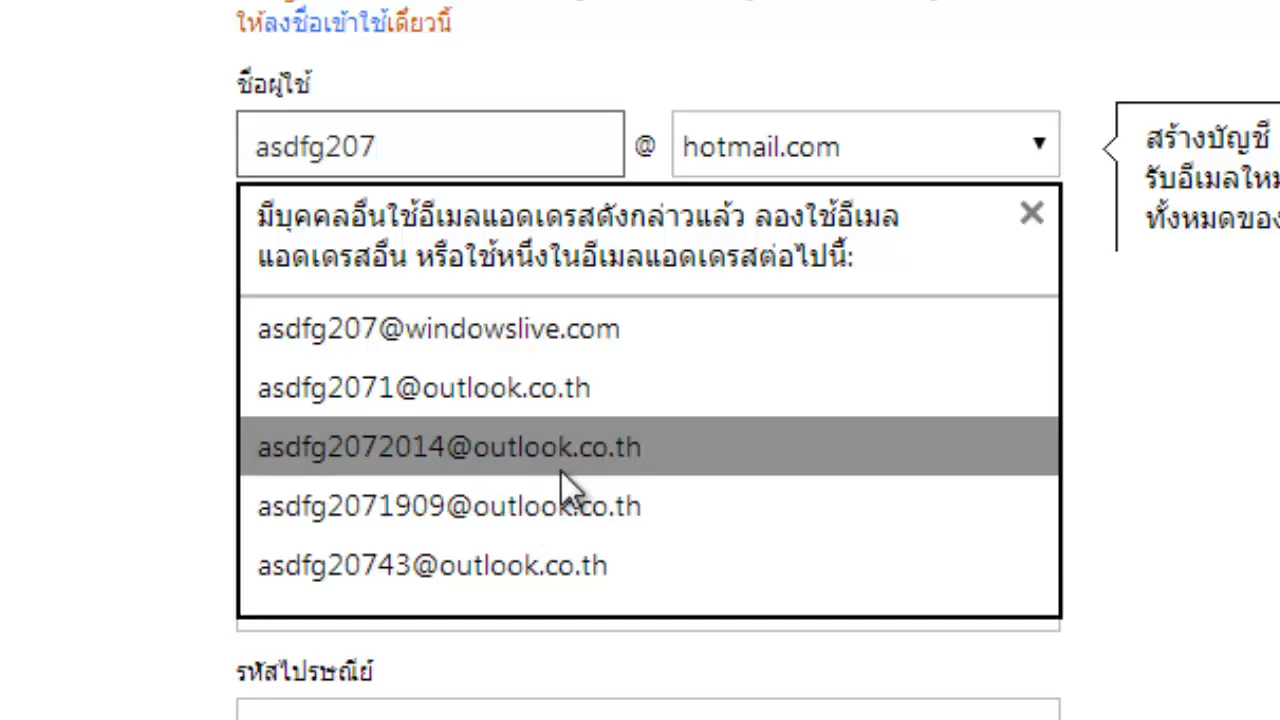 ให้ลงชื่อเข้าใช้เดี๋ยวนี้
ชื่อผู้ใช้
asdfg207 @ hotmail.com
สร้างบัญชี
รับอีเมลใหม
ทั้งหมดของ
มีบุคคลอื่นใช้อีเมลแอดเดรสดังกล่าวแล้ว ลองใช้อีเมล
แอดเดรสอื่น หรือใช้หนึ่งในอีเมลแอดเดรสต่อไปนี้:
asdfg207@windowslive.com
asdfg2071@outlook.co.th
asdfg2072014@outlook.co.th
asdfg2071909@outlook.co.th
asdfg20743@outlook.co.th
รหัสไปรษณีย์